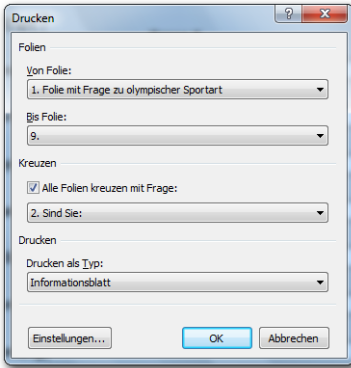 Drucken
Folien
Von Folie:
1. Folie mit Frage zu olympischer Sportart
Bis Folie:
9.
Kreuzen
Alle Folien kreuzen mit Frage:
2. Sind Sie:
Drucken
Drucken als Typ:
Informationsblatt
Einstellungen... OK Abbrechen